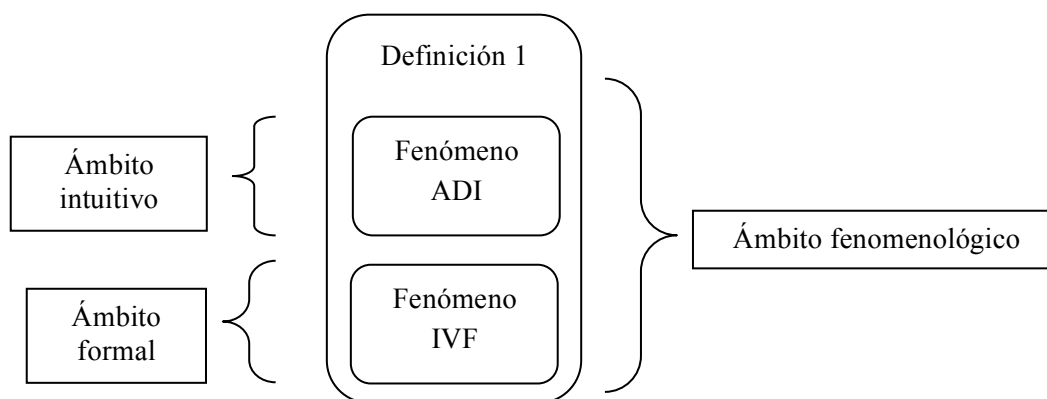 Definición 1
Ámbito
intuitivo
Fenómeno
ADI
Ámbito fenomenológico
Ámbito
formal
Fenómeno
IVF